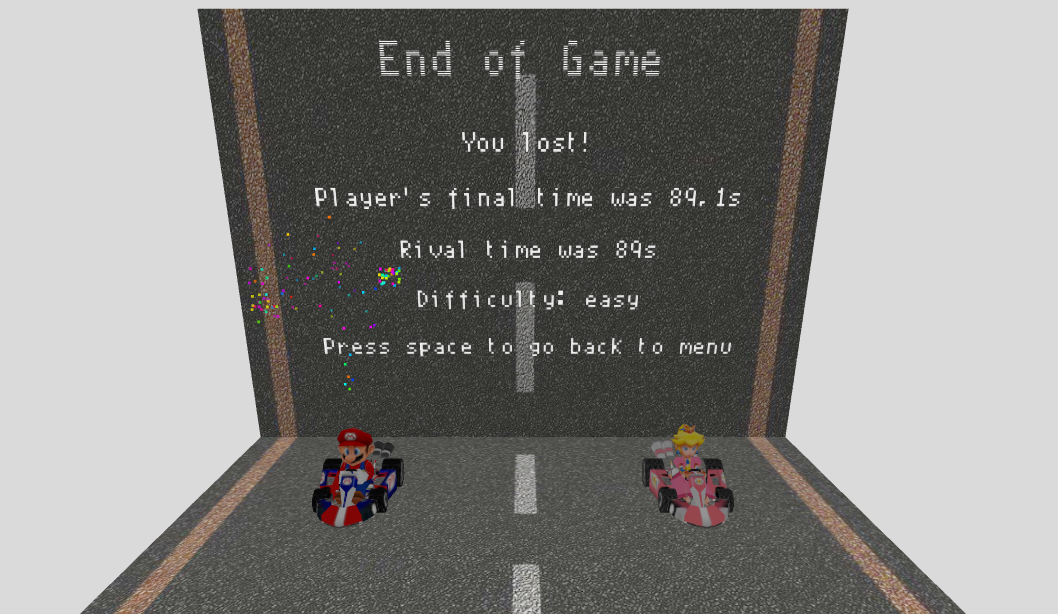 End of Game
You lost!
Player's final time was 89.1s
Rival time was 89s
Difficulty: easy
Press space to go back to menu